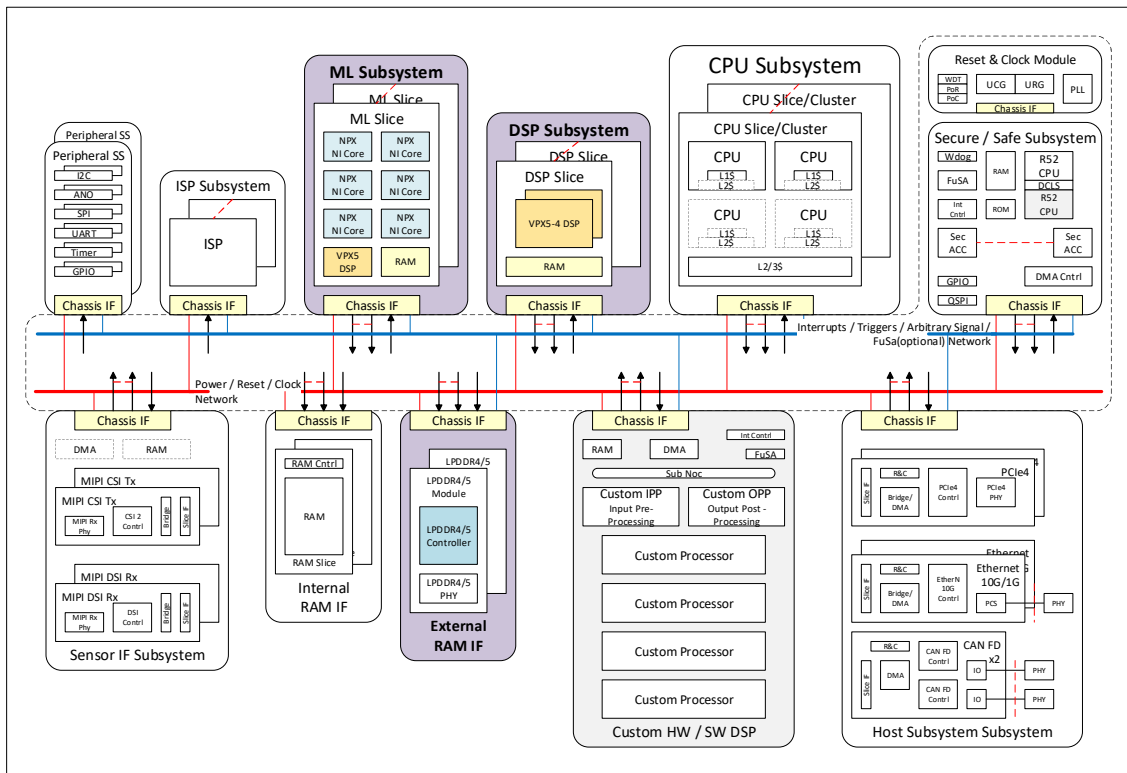 Peripheral SS
Peripheral SS
I2C
ANO
SPI
UART
Timer
GPIO
Chassis IF
ISP Subsystem
ISP
Chassis IF
ML Subsystem
ML Slice
ML Slice
NPX
NI Core
NPX
NI Core
NPX
NI Core
NPX
NI Core
NPX
NI Core
NPX
NI Core
NPX
NI Core
NPX
NI Core
VPX5
DSP
RAM
Chassis IF
DSP Subsystem
DSP Slice
DSP Slice
VPX5-4 DSP
RAM
Chassis IF
CPU Subsystem
CPU Slice/Cluster
CPU Slice/Cluster
CPU
L1$
L2$
CPU
L1$
L2$
CPU
L1$
L2$
CPU
L1$
L2$
L2/3$
Chassis IF
Reset & Clock Module
WDT
PoR
PoC
UCG
URG
PLL
Chassis IF
Secure / Safe Subsystem
Wdog
FuSA
Int
Cntrl
RAM
ROM
R52
CPU
DCLS
R52
CPU
Sec
ACC
Sec
ACC
GPIO
QSPI
DMA Cntrl
Chassis IF
Interrupts / Triggers / Arbitrary Signal /
FuSa(optional) Network
Power / Reset / Clock
Network
Chassis IF
DMA
RAM
MIPI CSI Tx
MIPI CSI Tx
MIPI Rx
Phy
CSI 2
Contrl
Bridge
Slice IF
MIPI DSI Rx
MIPI DSI Rx
MIPI Rx
Phy
DSI
Contrl
Bridge
Slice IF
Sensor IF Subsystem
Chassis IF
RAM Cntrl
RAM
RAM Slice
Internal
RAM IF
Chassis IF
LPDDR4/5
LPDDR4/5
Module
LPDDR4/5
Controller
LPDDR4/5
PHY
External
RAM IF
Chassis IF
RAM
DMA
Int Contrl
FuSA
Sub Noc
Custom IPP
Input Pre-
Processing
Custom OPP
Output Post -
Processing
Custom Processor
Custom Processor
Custom Processor
Custom Processor
Custom HW / SW DSP
Chassis IF
4
PCIe4
Slice IF
R&C
Bridge/
DMA
PCIe4
Contrl
PCIe4
PHY
Ethernet
G
Ethernet
10G/1G
Slice IF
R&C
Bridge/
DMA
EtherN
10G
Contrl
PCS
PHY
CAN FD
x2
Slice IF
R&C
DMA
CAN FD
Contrl
CAN FD
Contrl
IO
IO
PHY
PHY
Host Subsystem Subsystem